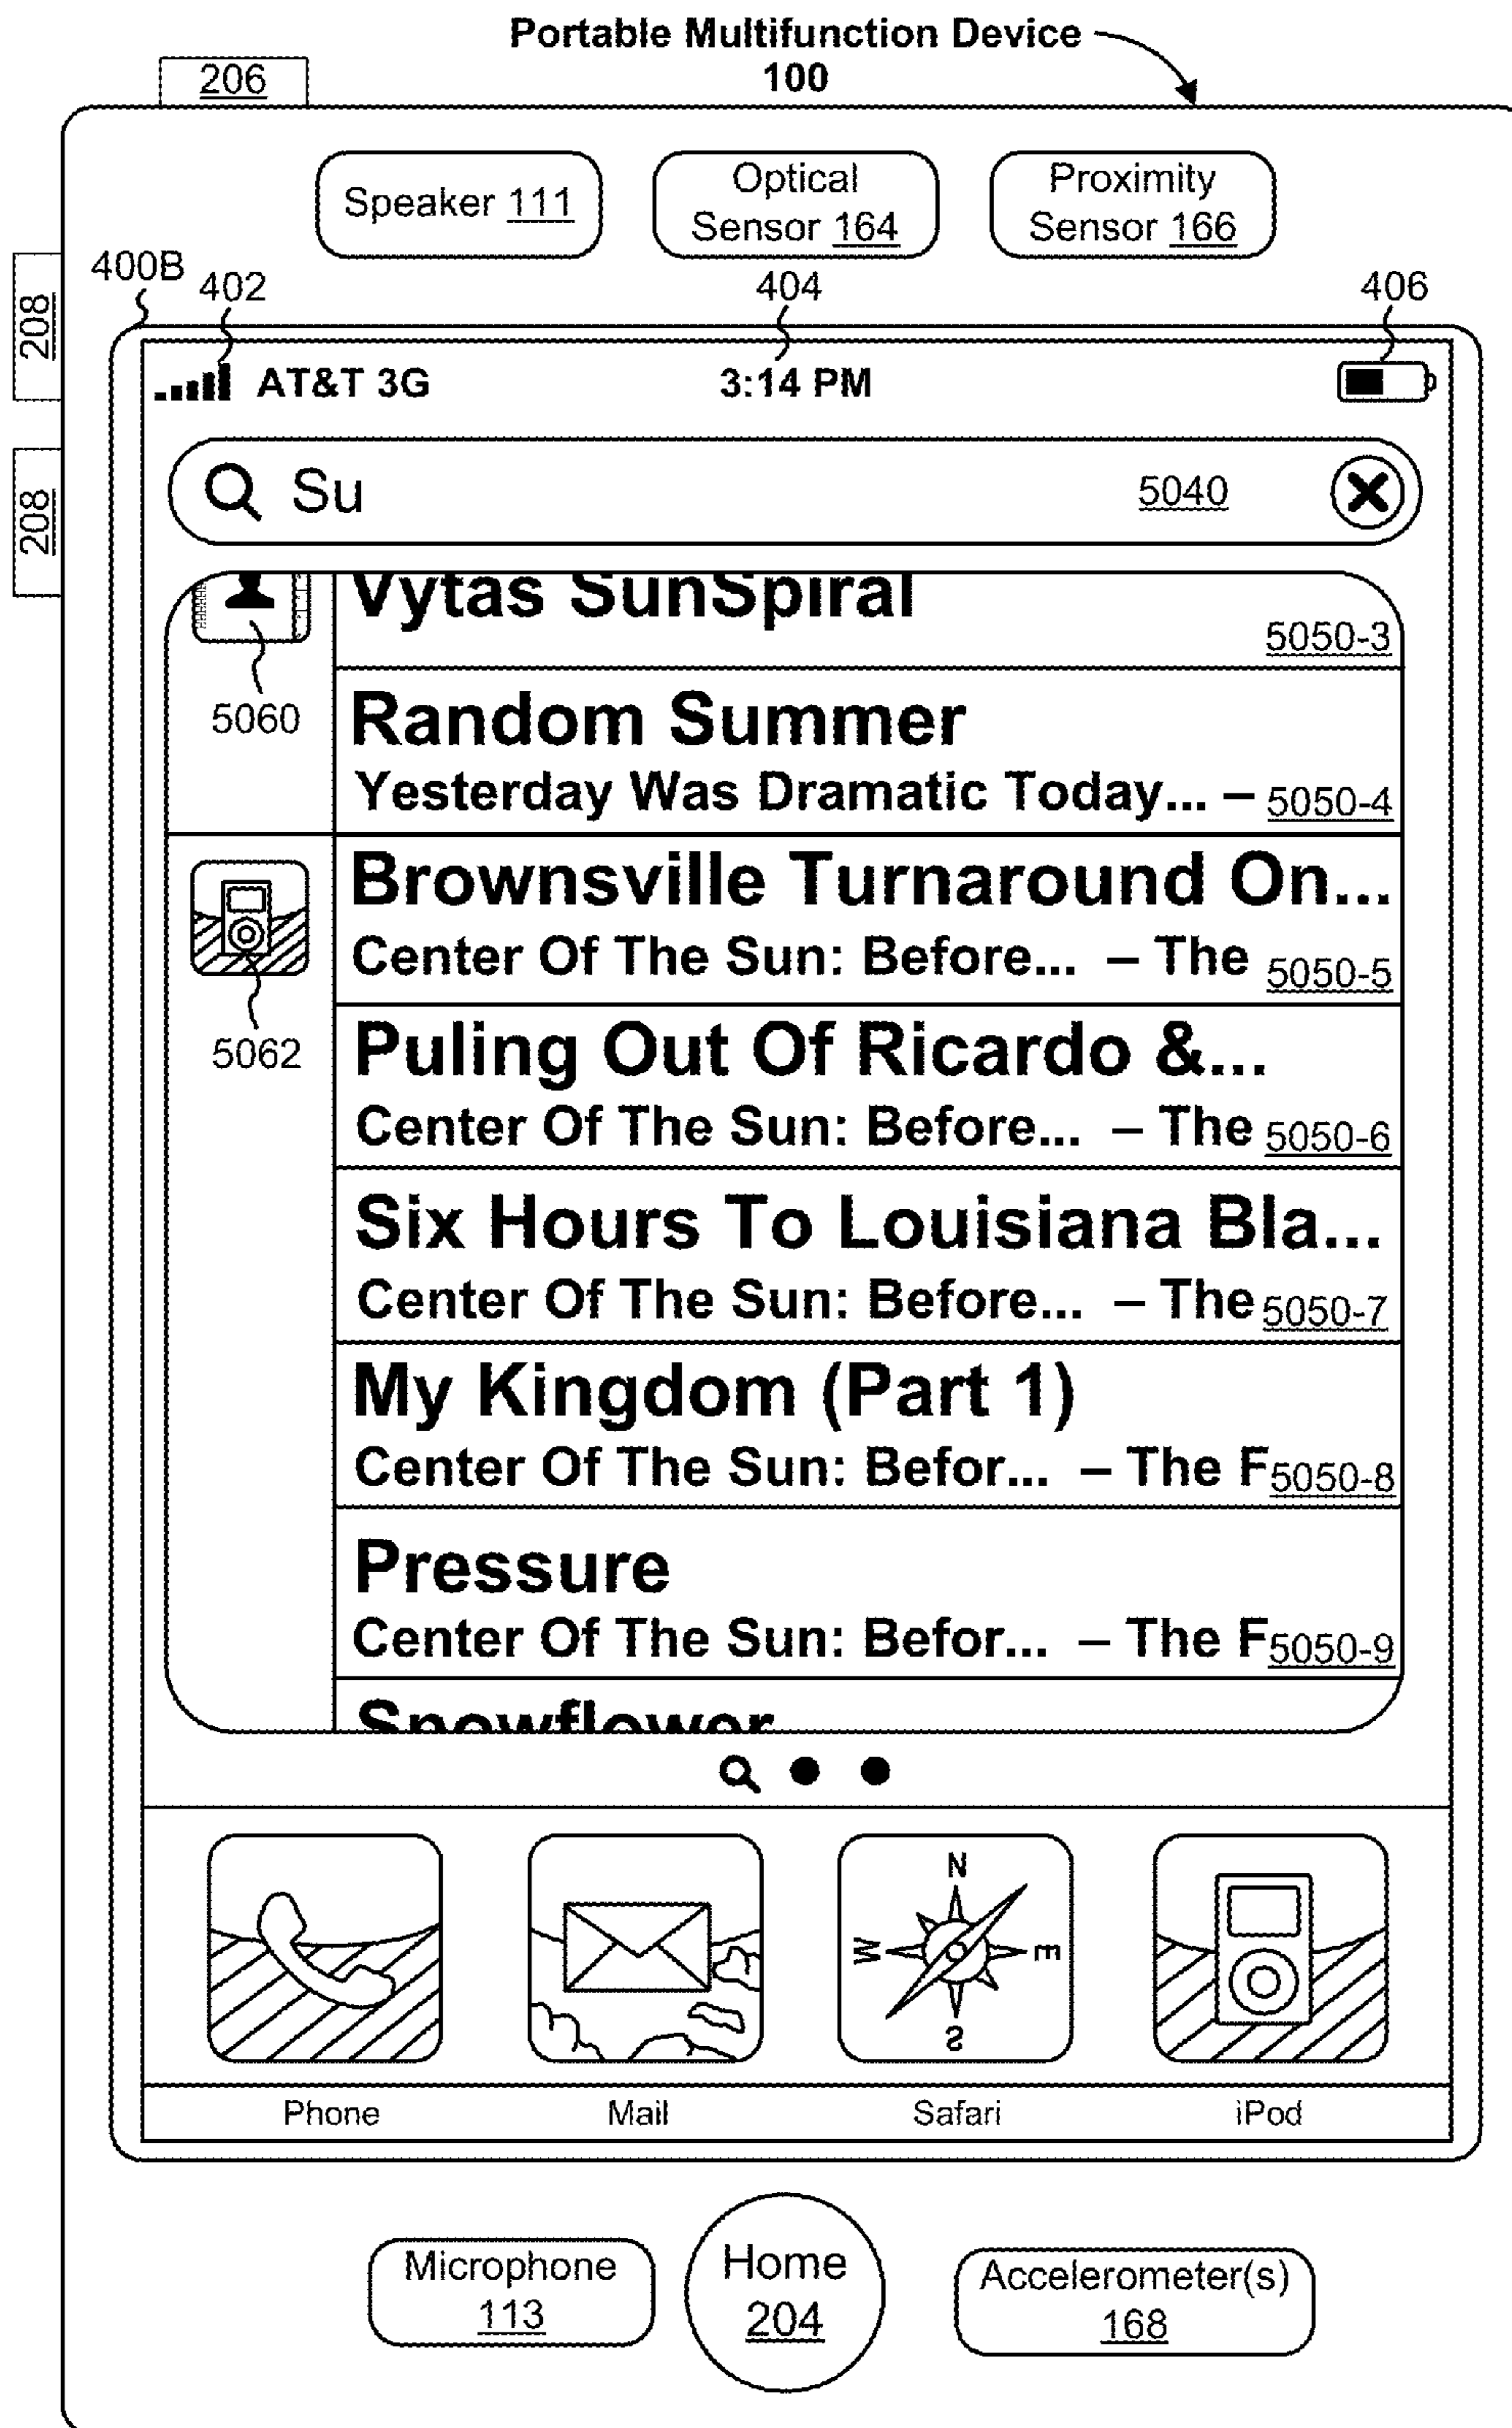 Portable Multifunction Device
100
206
Speaker 111
Optical
Sensor 164
Proximity
Sensor 166
208
208
400B
402
404
406
AT&T 3G
3:14 PM
Su
5040
Vytas SunSpiral
5050-3
5060
Random Summer
Yesterday Was Dramatic Today... – 5050-4
Brownsville Turnaround On...
Center Of The Sun: Before... – The 5050-5
5062
Puling Out Of Ricardo &...
Center Of The Sun: Before... – The 5050-6
Six Hours To Louisiana Bla...
Center Of The Sun: Before... – The 5050-7
My Kingdom (Part 1)
Center Of The Sun: Befor... – The F 5050-8
Pressure
Center Of The Sun: Befor... – The F 5050-9
Snowflower
N
W
E
S
Phone
Mail
Safari
iPod
Microphone
113
Home
204
Accelerometer(s)
168